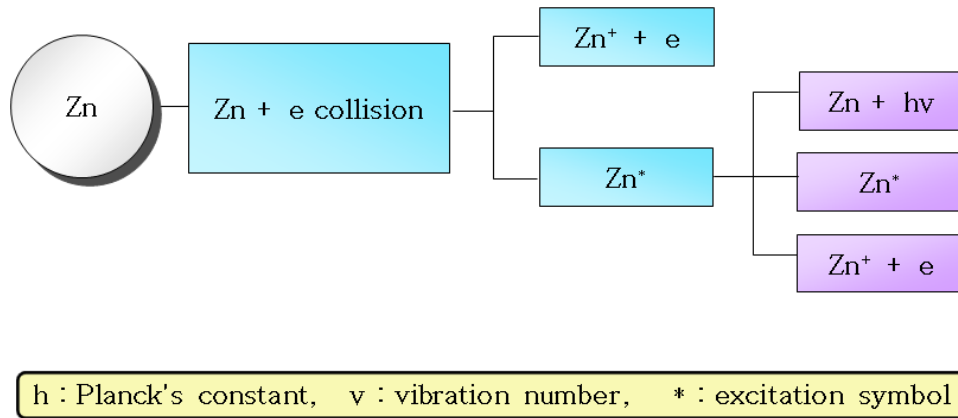 Zn
Zn + e collision
Zn⁺ + e
Zn*
Zn + hv
Zn*
Zn⁺ + e
h : Planck's constant, v : vibration number, * : excitation symbol